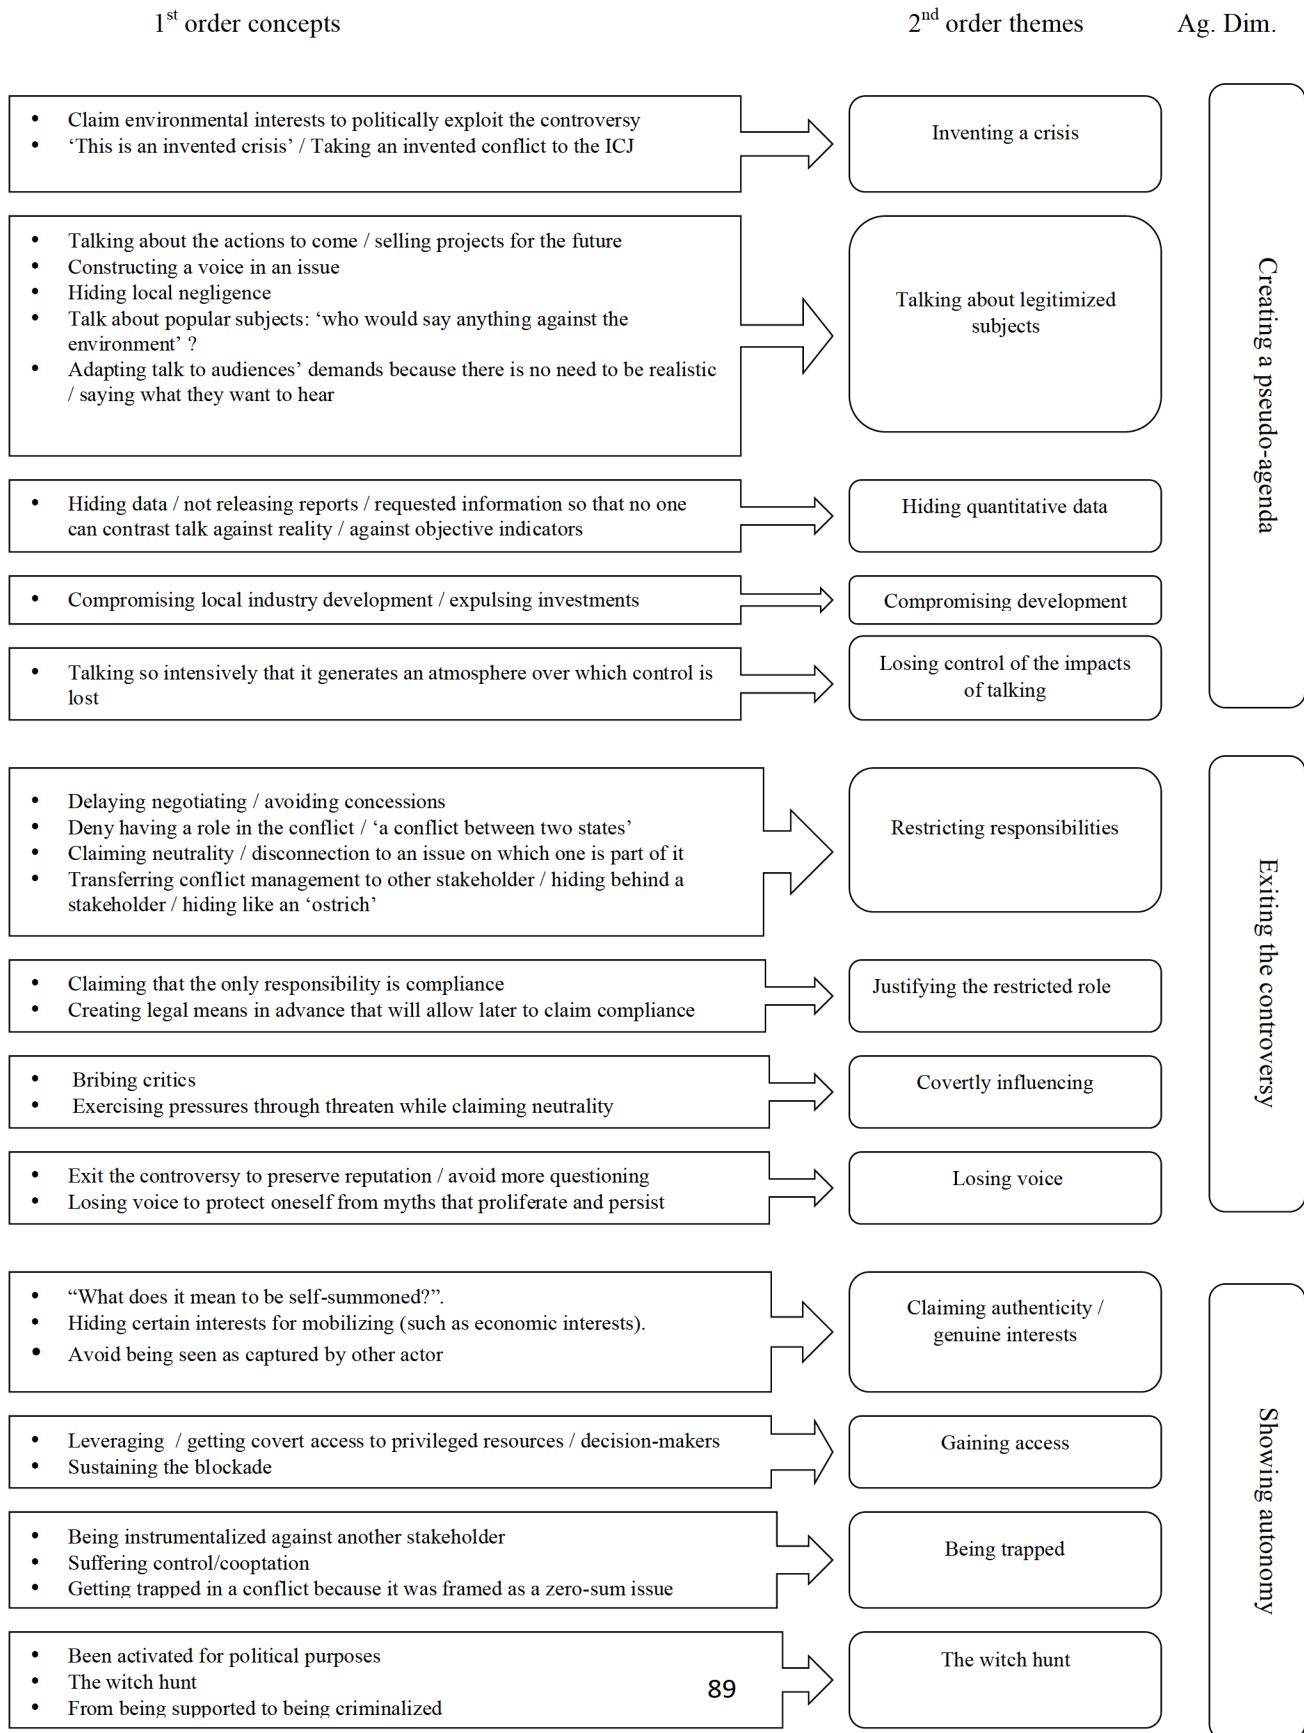 1st order concepts
2nd order themes
Ag. Dim.
• Claim environmental interests to politically exploit the controversy
• ‘This is an invented crisis’ / Taking an invented conflict to the ICJ
Inventing a crisis
• Talking about the actions to come / selling projects for the future
• Constructing a voice in an issue
• Hiding local negligence
• Talk about popular subjects: ‘who would say anything against the
environment’ ?
• Adapting talk to audiences’ demands because there is no need to be realistic
/ saying what they want to hear
Talking about legitimized
subjects
• Hiding data / not releasing reports / requested information so that no one
can contrast talk against reality / against objective indicators
Hiding quantitative data
• Compromising local industry development / expulsing investments
Compromising development
• Talking so intensively that it generates an atmosphere over which control is
lost
Losing control of the impacts
of talking
Creating a pseudo-agenda
• Delaying negotiating / avoiding concessions
• Deny having a role in the conflict / ‘a conflict between two states’
• Claiming neutrality / disconnection to an issue on which one is part of it
• Transferring conflict management to other stakeholder / hiding behind a
stakeholder / hiding like an ‘ostrich’
Restricting responsibilities
• Claiming that the only responsibility is compliance
• Creating legal means in advance that will allow later to claim compliance
Justifying the restricted role
• Bribing critics
• Exercising pressures through threaten while claiming neutrality
Covertly influencing
• Exit the controversy to preserve reputation / avoid more questioning
• Losing voice to protect oneself from myths that proliferate and persist
Losing voice
Exiting the controversy
• “What does it mean to be self-summoned?”.
• Hiding certain interests for mobilizing (such as economic interests).
• Avoid being seen as captured by other actor
Claiming authenticity /
genuine interests
• Leveraging / getting covert access to privileged resources / decision-makers
• Sustaining the blockade
Gaining access
• Being instrumentalized against another stakeholder
• Suffering control/cooptation
• Getting trapped in a conflict because it was framed as a zero-sum issue
Being trapped
• Been activated for political purposes
• The witch hunt
• From being supported to being criminalized
The witch hunt
Showing autonomy
89